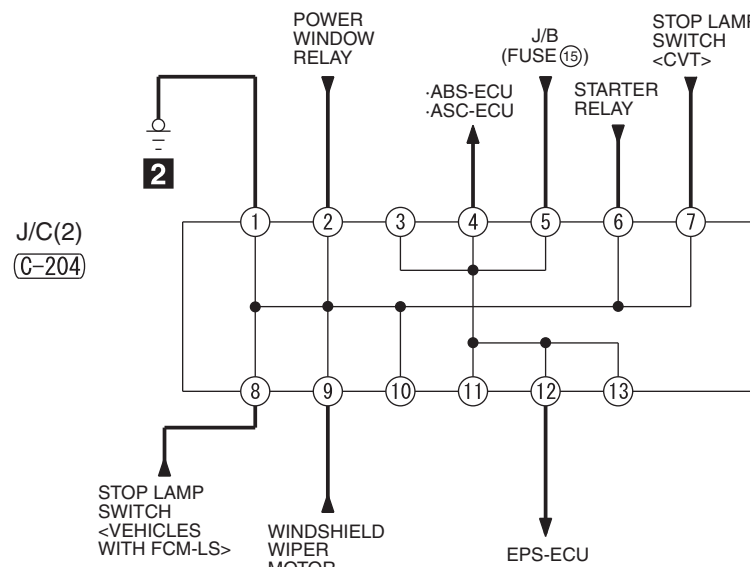 POWER
WINDOW
RELAY
J/B
(FUSE⑮)
STOP LAMP
SWITCH
<CVT>
·ABS-ECU
·ASC-ECU
STARTER
RELAY
2
J/C(2)
(C-204)
1 2 3 4 5 6 7
8 9 10 11 12 13
STOP LAMP
SWITCH
<VEHICLES
WITH FCM-LS>
WINDSHIELD
WIPER
MOTOR
EPS-ECU